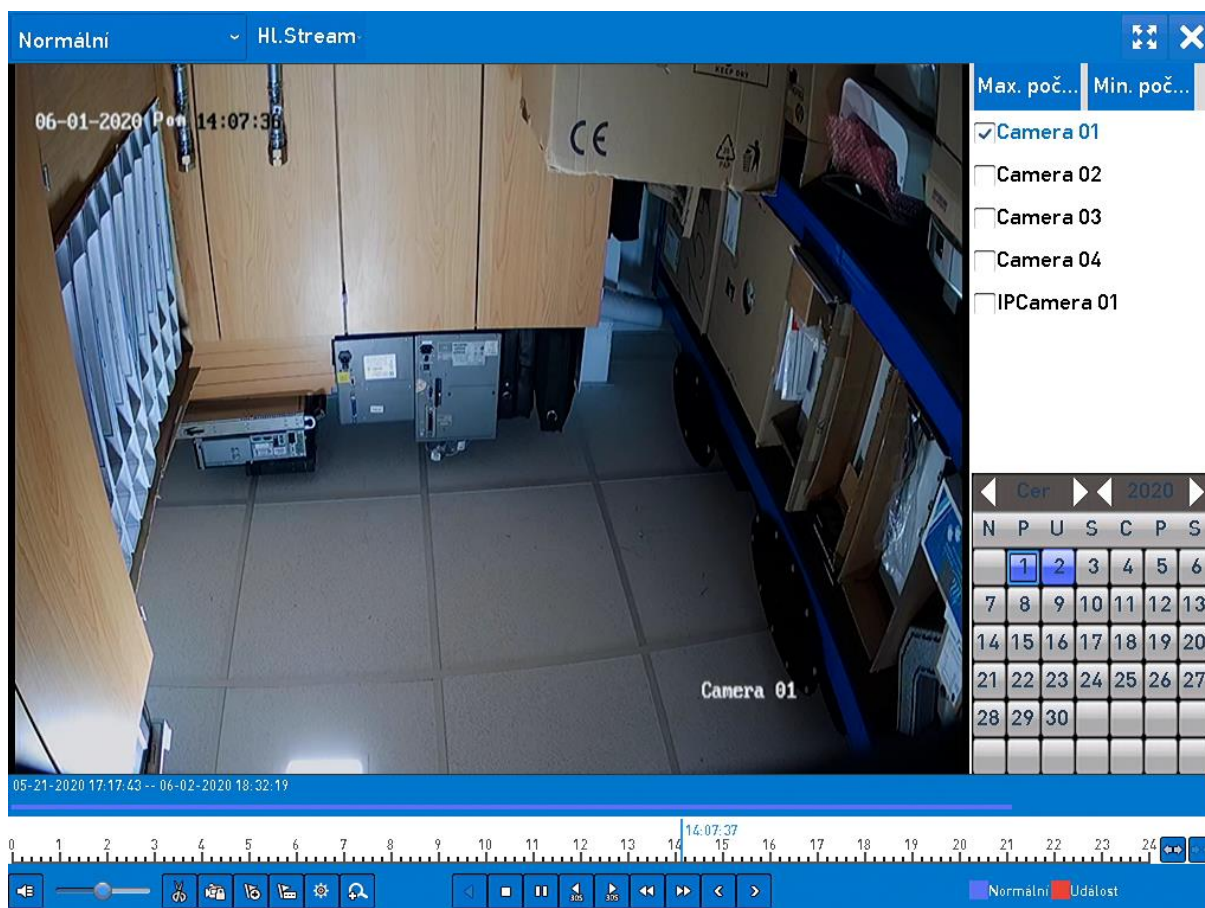 Normální
Hl.Stream
Max. poč...
Min. poč...
06-01-2020 Pon 14:07:36
KEEP DRY
CE
Camera 01
Camera 02
Camera 03
Camera 04
IPCamera 01
Cer 2020
N P U S C P S
1 2 3 4 5 6
7 8 9 10 11 12 13
14 15 16 17 18 19 20
21 22 23 24 25 26 27
28 29 30
Camera 01
05-21-2020 17:17:43 -- 06-02-2020 18:32:19
14:07:37
0 1 2 3 4 5 6 7 8 9 10 11 12 13 14 15 16 17 18 19 20 21 22 23 24
30S 30S
Normální Událost